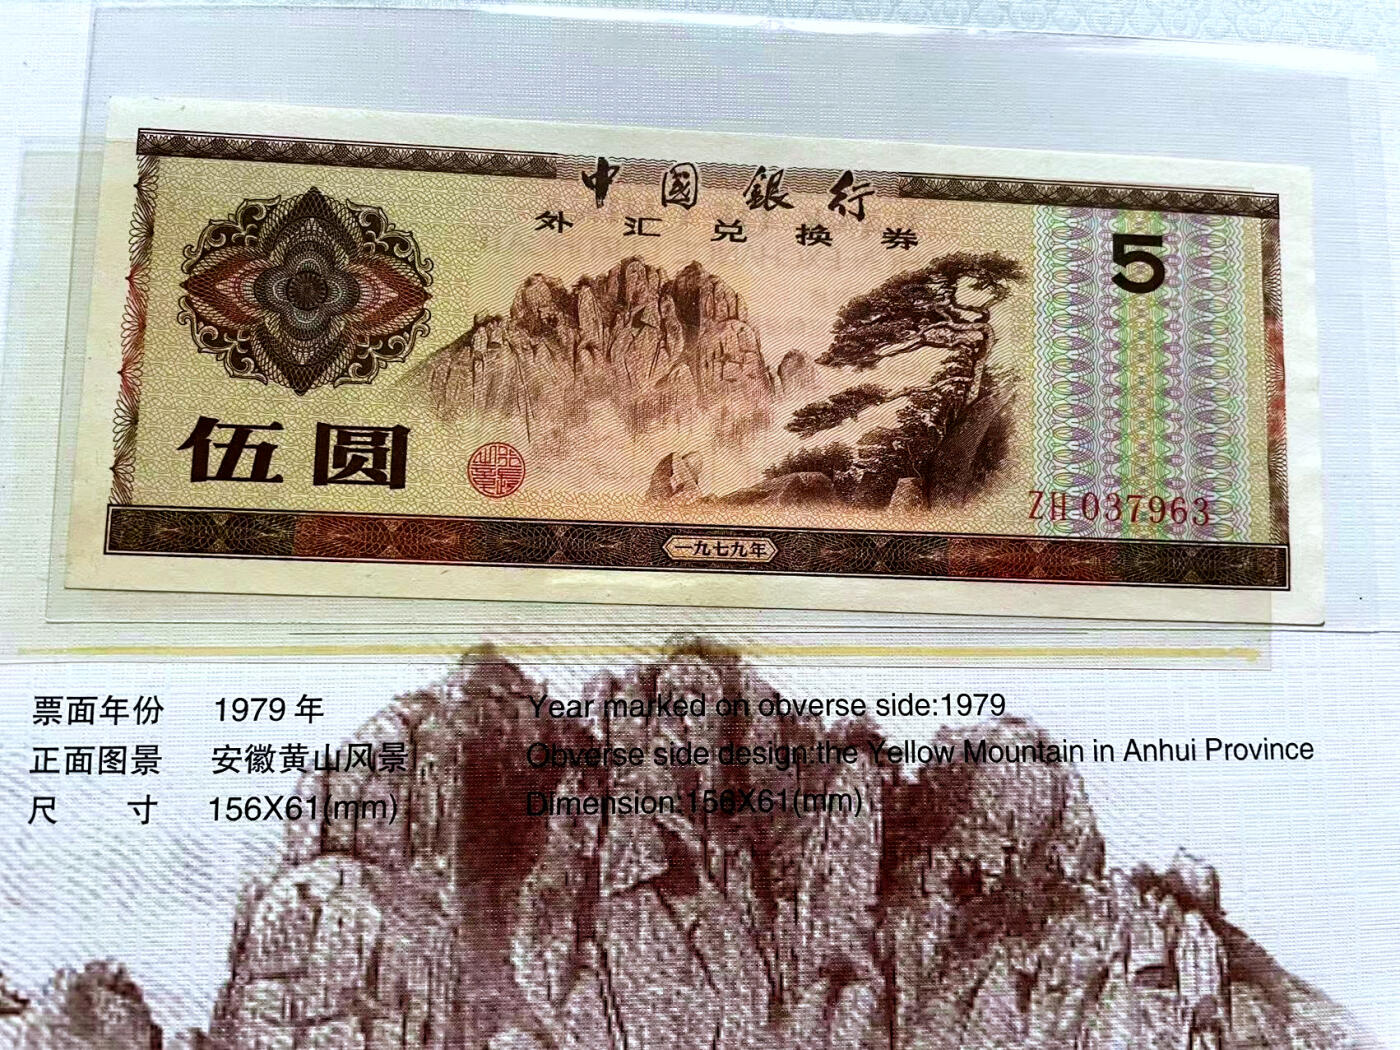 中国銀行
外汇兑换券
5
伍圆
ZH 037963
一九七九年
票面年份 1979 年 Year marked on obverse side:1979
正面图景 安徽黄山风景 Obverse side design:the Yellow Mountain in Anhui Province
尺 寸 156X61(mm) Dimension:156X61(mm)